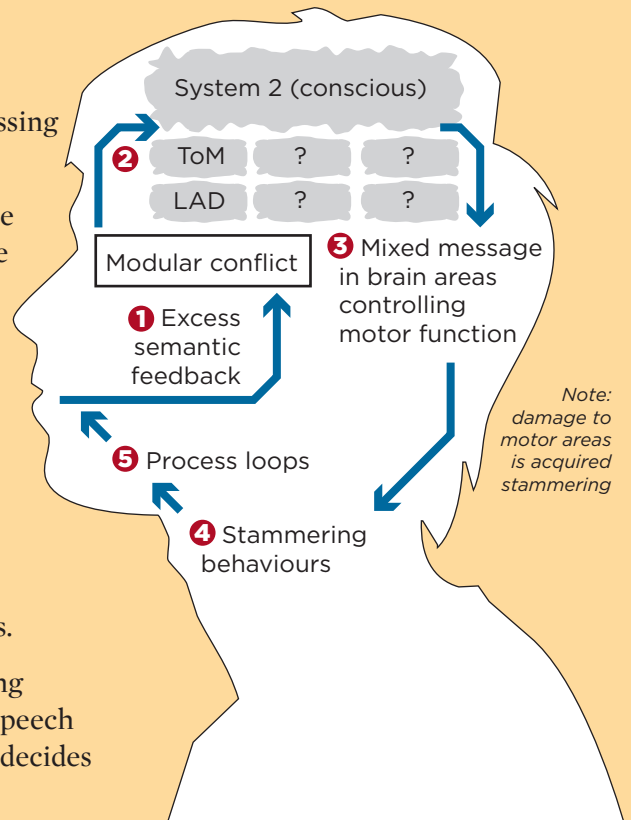 ssing
e
e
s.
ng
peech
decides
System 2 (conscious)
2
ToM ? ?
LAD ? ?
Modular conflict
3 Mixed message
in brain areas
controlling
motor function
1 Excess
semantic
feedback
Note:
damage to
motor areas
is acquired
stammering
5 Process loops
4 Stammering
behaviours